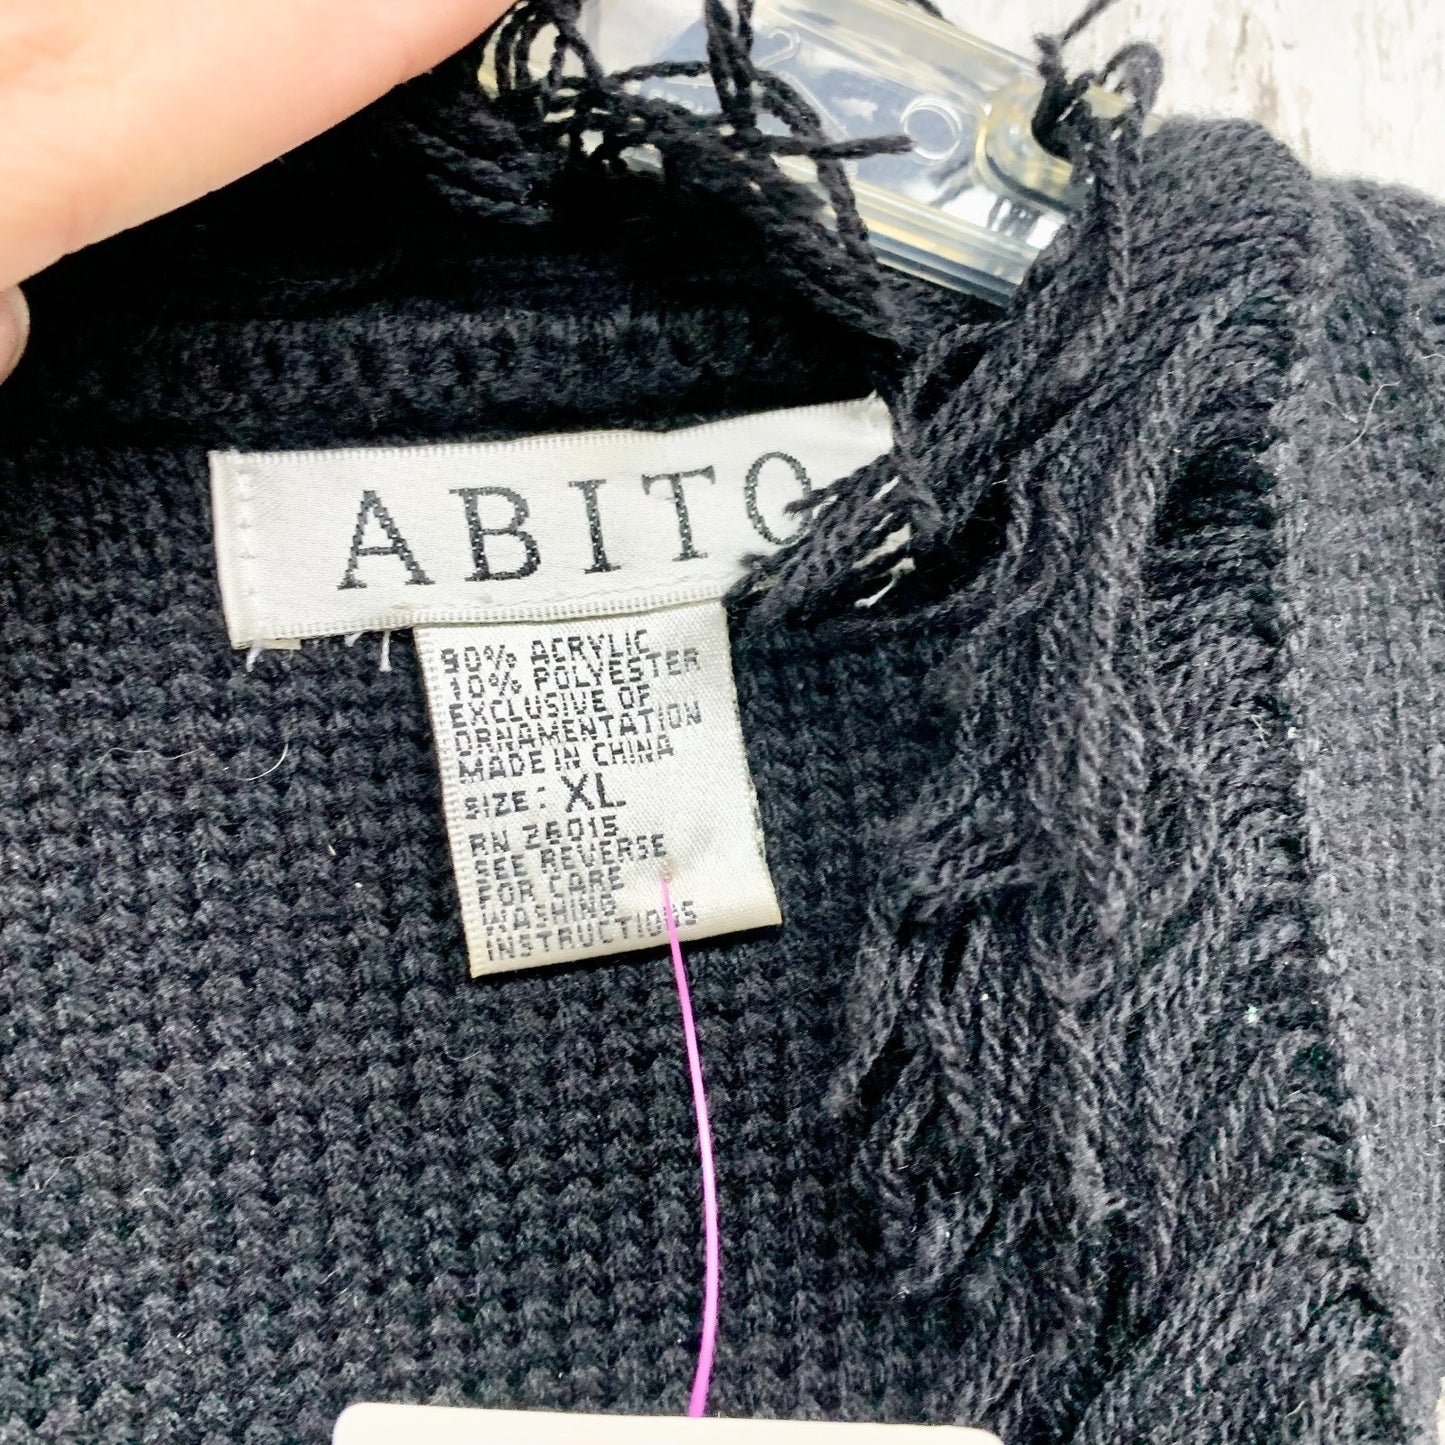 ABITO
90% ACRYLIC
10% POLYESTER
EXCLUSIVE OF
ORNAMENTATION
MADE IN CHINA
SIZE: XL
RN 76015
SEE REVERSE
FOR CARE
WASHING
INSTRUCTIONS